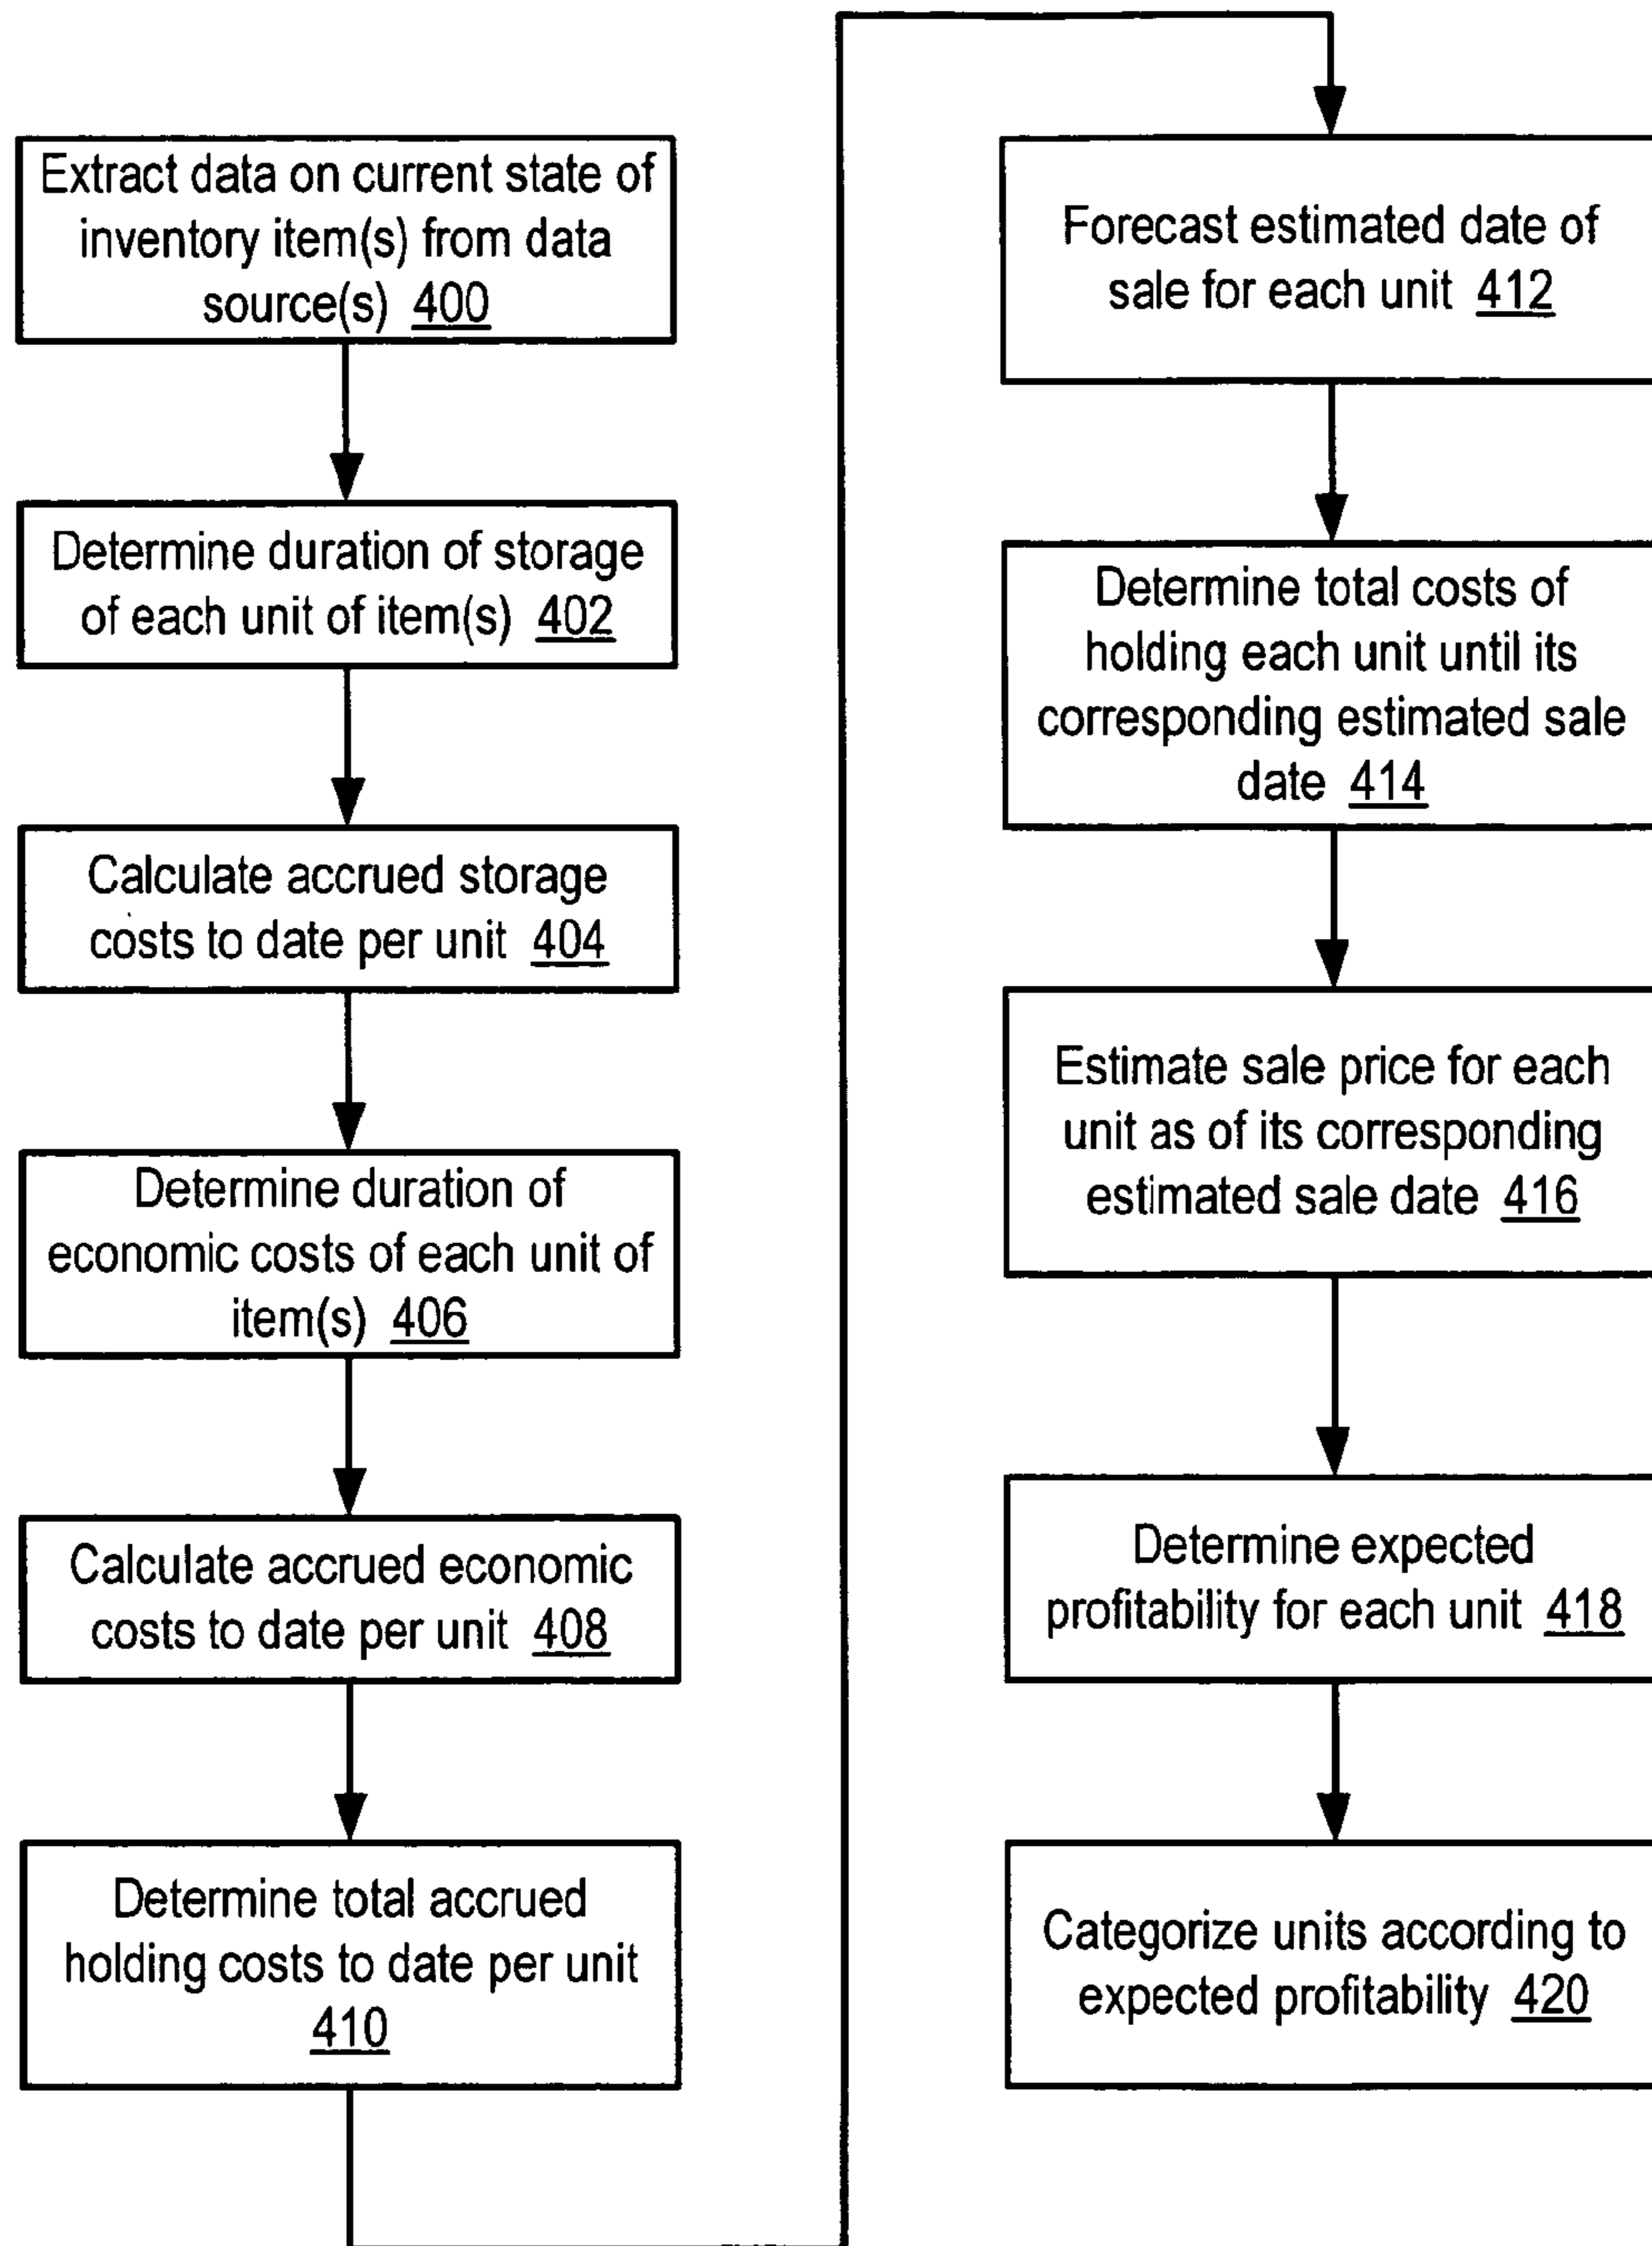 Extract data on current state of
inventory item(s) from data
source(s) 400
Determine duration of storage
of each unit of item(s) 402
Calculate accrued storage
costs to date per unit 404
Determine duration of
economic costs of each unit of
item(s) 406
Calculate accrued economic
costs to date per unit 408
Determine total accrued
holding costs to date per unit
410
Forecast estimated date of
sale for each unit 412
Determine total costs of
holding each unit until its
corresponding estimated sale
date 414
Estimate sale price for each
unit as of its corresponding
estimated sale date 416
Determine expected
profitability for each unit 418
Categorize units according to
expected profitability 420